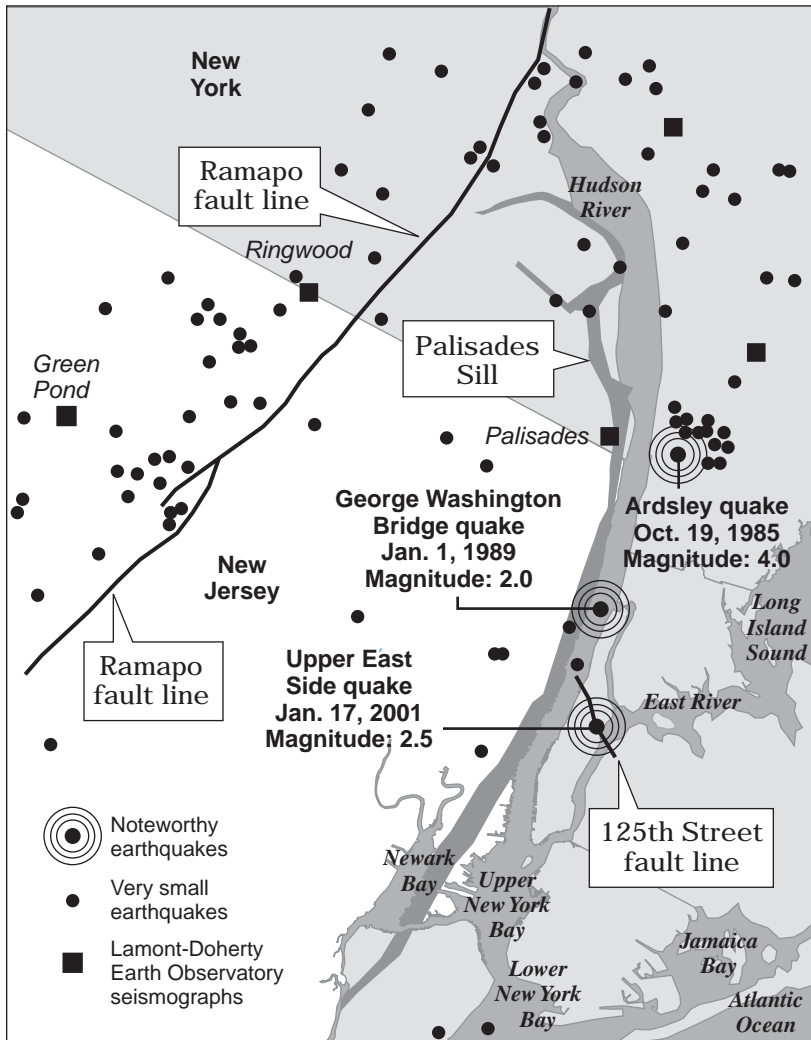 New
York
Ramapo
fault line
Hudson
River
Ringwood
Palisades
Sill
Green
Pond
Palisades
George Washington
Bridge quake
Jan. 1, 1989
Magnitude: 2.0
Ardsley quake
Oct. 19, 1985
Magnitude: 4.0
New
Jersey
Long
Island
Sound
Ramapo
fault line
Upper East
Side quake
Jan. 17, 2001
Magnitude: 2.5
East River
125th Street
fault line
Noteworthy
earthquakes
Very small
earthquakes
Lamont-Doherty
Earth Observatory
seismographs
Newark
Bay
Upper
New York
Bay
Lower
New York
Bay
Jamaica
Bay
Atlantic
Ocean